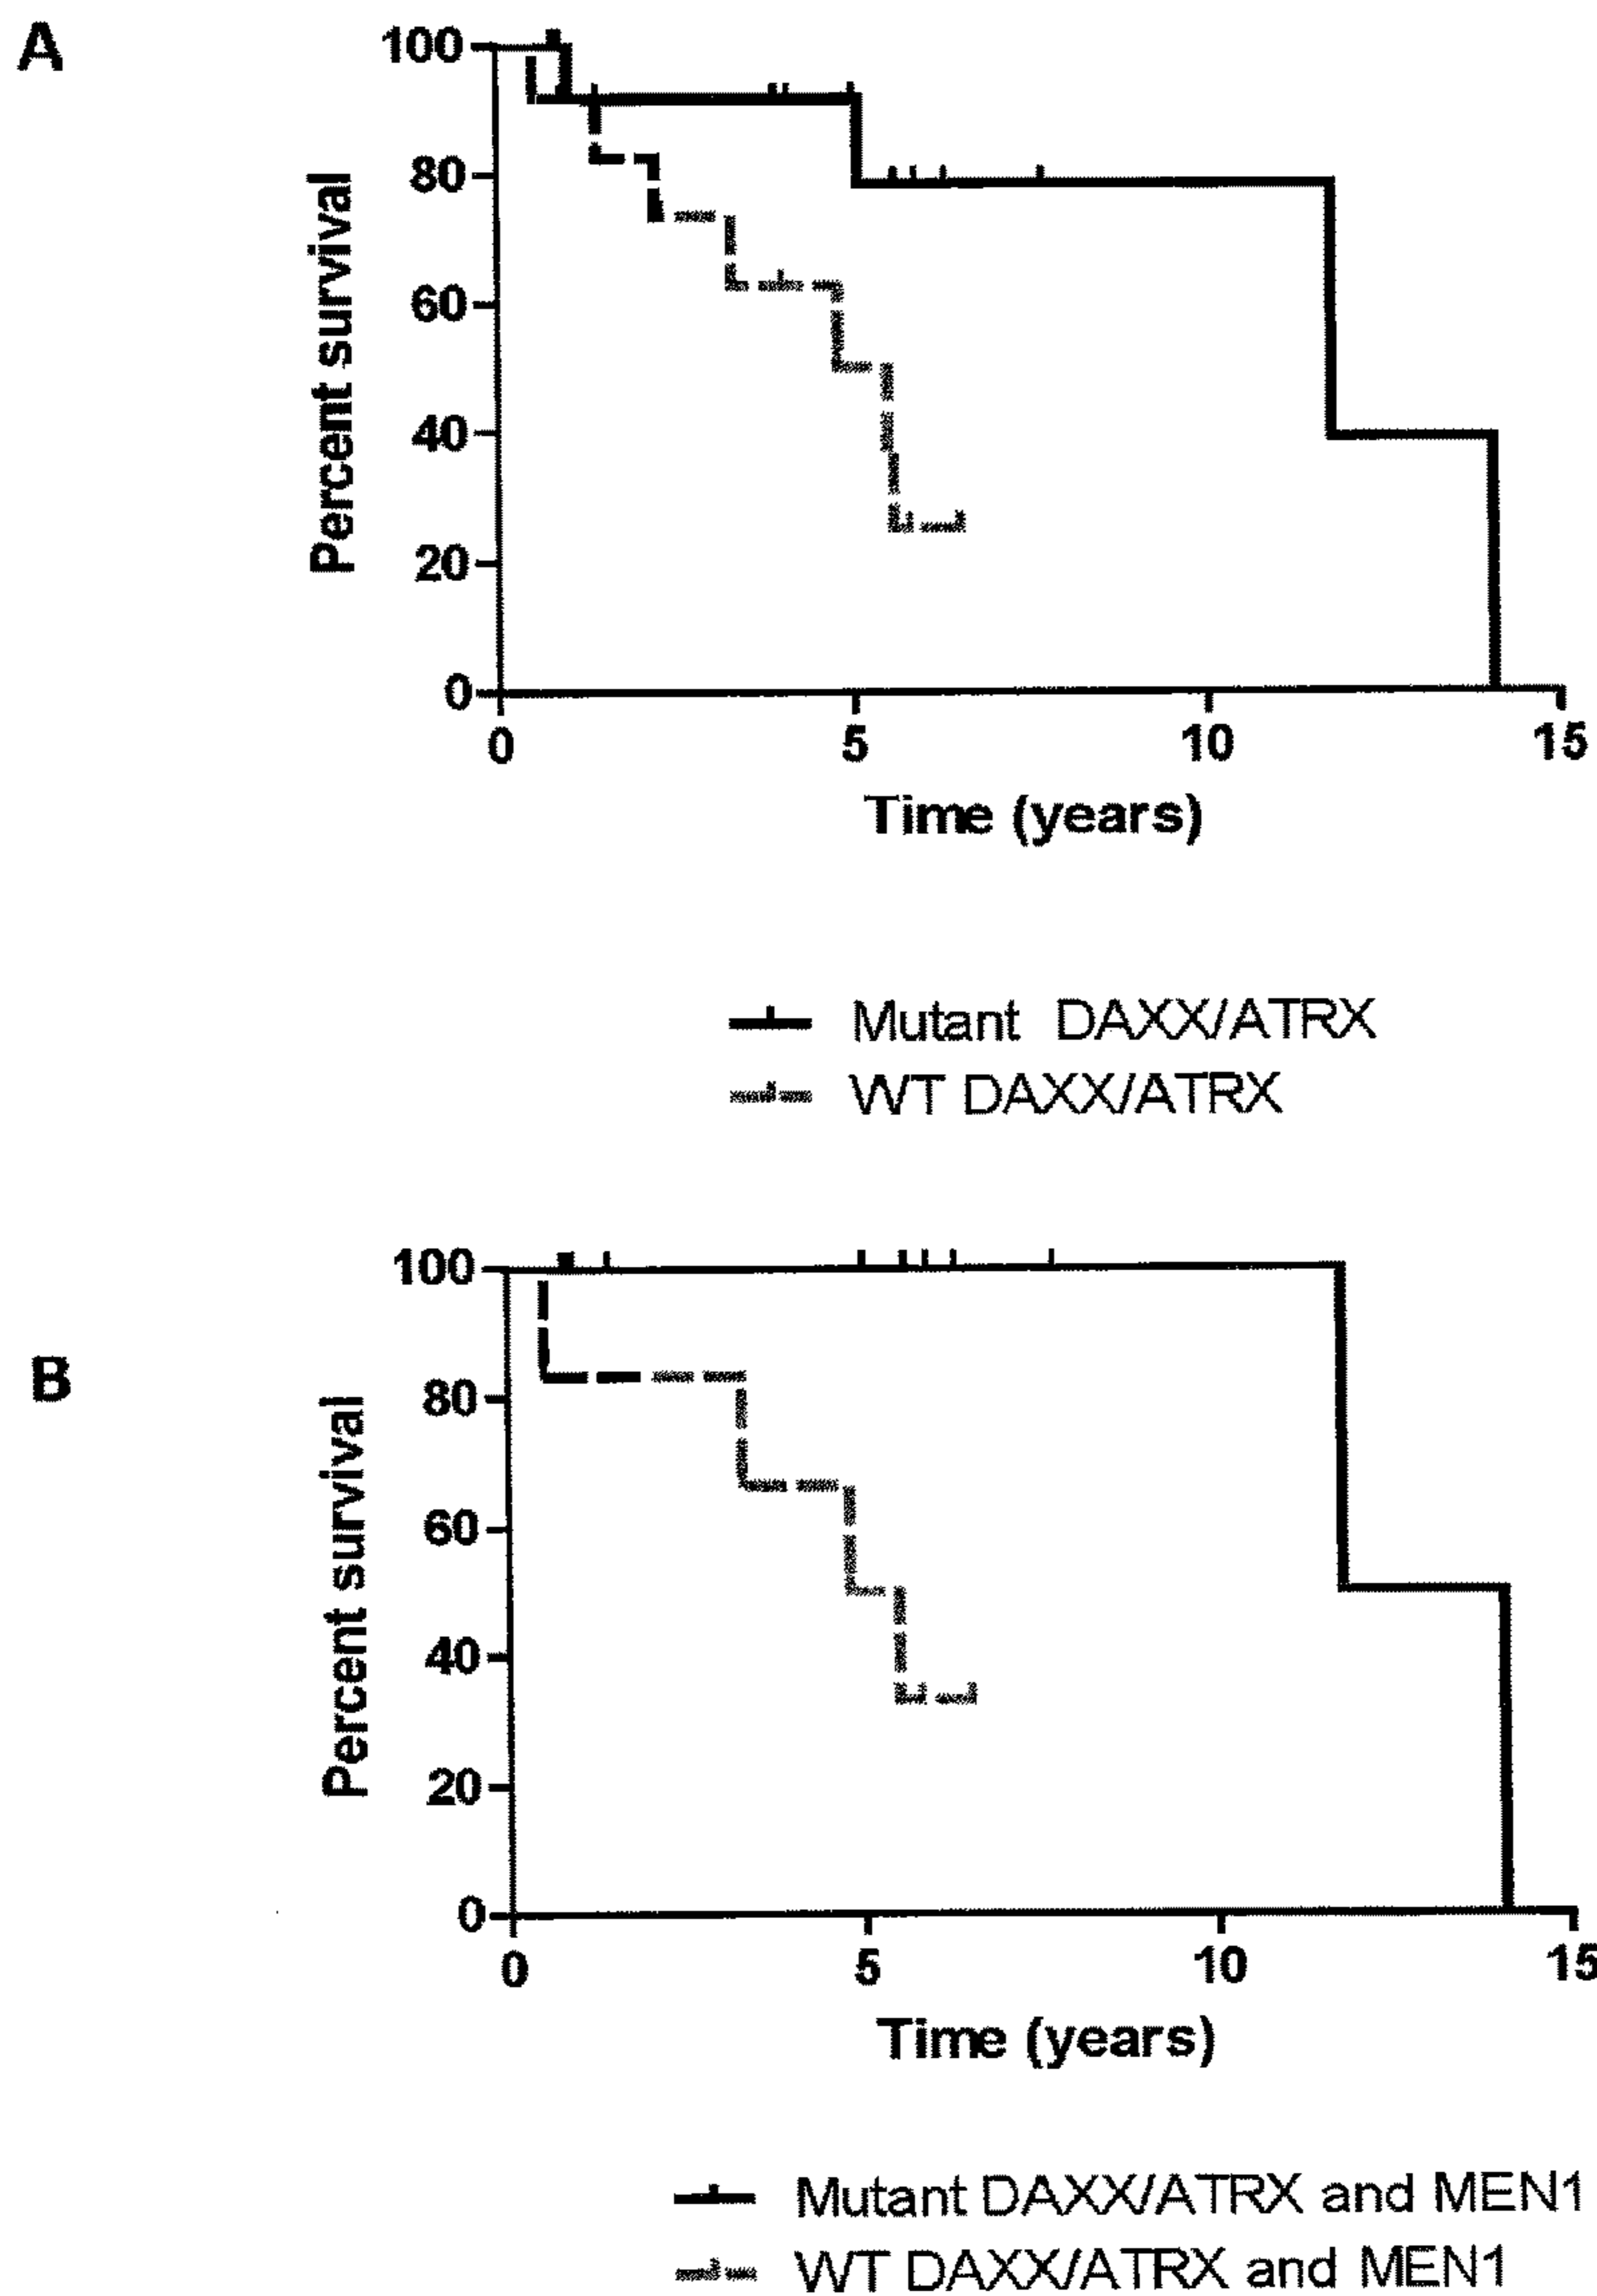 A
100
80
60
40
20
0
Percent survival
0 5 10 15
Time (years)
Mutant DAXX/ATRX
WT DAXX/ATRX
B
100
80
60
40
20
0
Percent survival
0 5 10 15
Time (years)
Mutant DAXX/ATRX and MEN1
WT DAXX/ATRX and MEN1